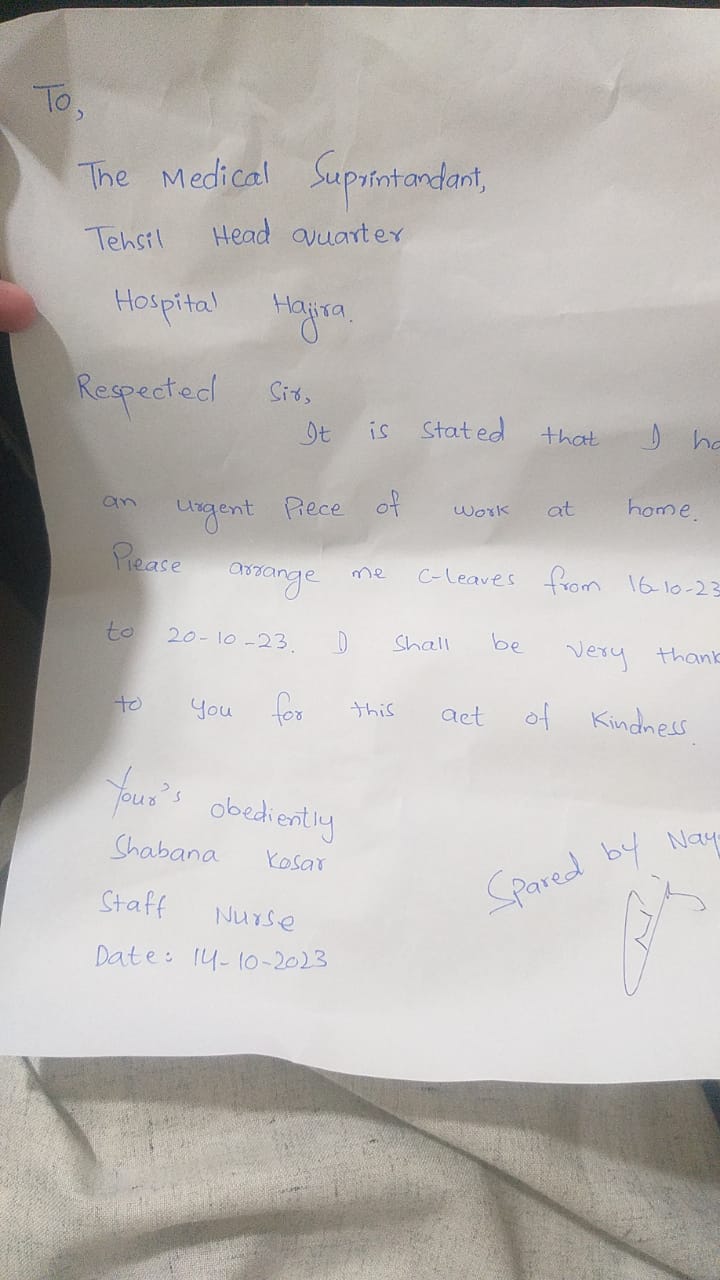 To,
The Medical Suprintandant,
Tehsil Head Quarter
Hospital Hajira.
Respected Sir,
It is stated that I ha
an urgent Piece of work at home.
Please arrange me C-leaves from 16-10-23
to 20-10-23. I shall be very thank
to you for this act of Kindness.
Your's obediently
Shabana Kosar
Staff Nurse
Date: 14-10-2023
Spared by Nay